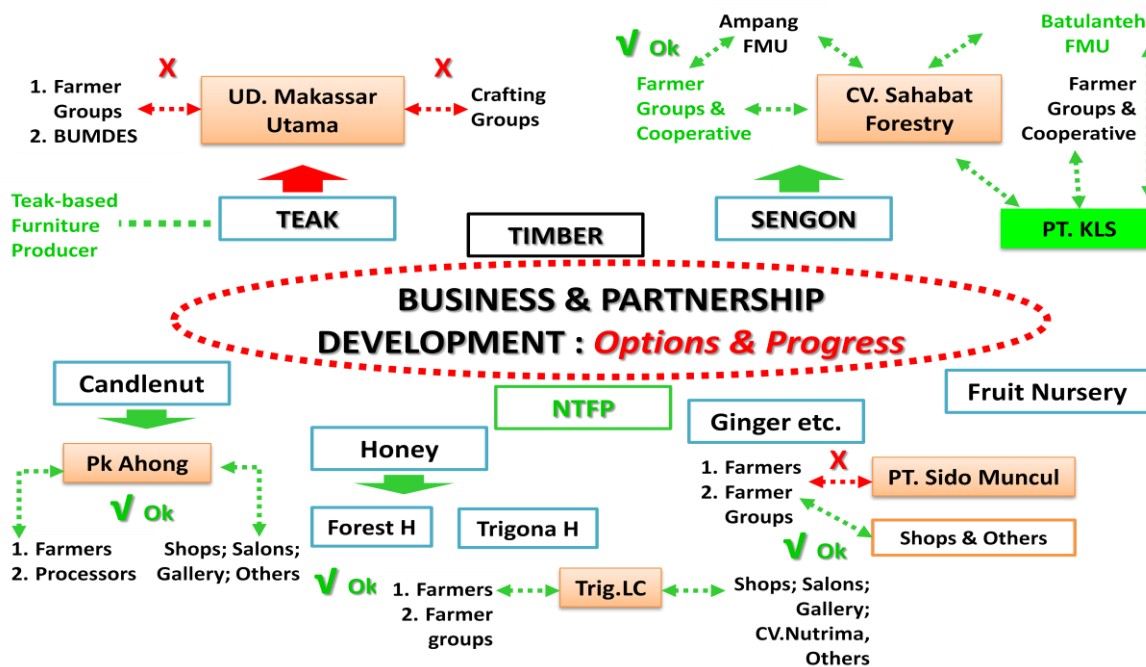 √ Ok
Ampang
FMU
Batulanteh
FMU
X
X
1. Farmer
Groups
2. BUMDES
UD. Makassar
Utama
Crafting
Groups
Farmer
Groups &
Cooperative
CV. Sahabat
Forestry
Farmer
Groups &
Cooperative
Teak-based
Furniture
Producer
TEAK
TIMBER
SENGON
PT. KLS
BUSINESS & PARTNERSHIP
DEVELOPMENT : Options & Progress
Candlenut
NTFP
Fruit Nursery
Ginger etc.
Honey
Pk Ahong
√ Ok
1. Farmers
2. Processors
Shops; Salons;
Gallery; Others
Forest H
Trigona H
√ Ok
1. Farmers
2. Farmer
groups
Trig.LC
Shops; Salons;
Gallery;
CV.Nutrima,
Others
1. Farmers
2. Farmer
Groups
X
PT. Sido Muncul
Shops & Others
√ Ok